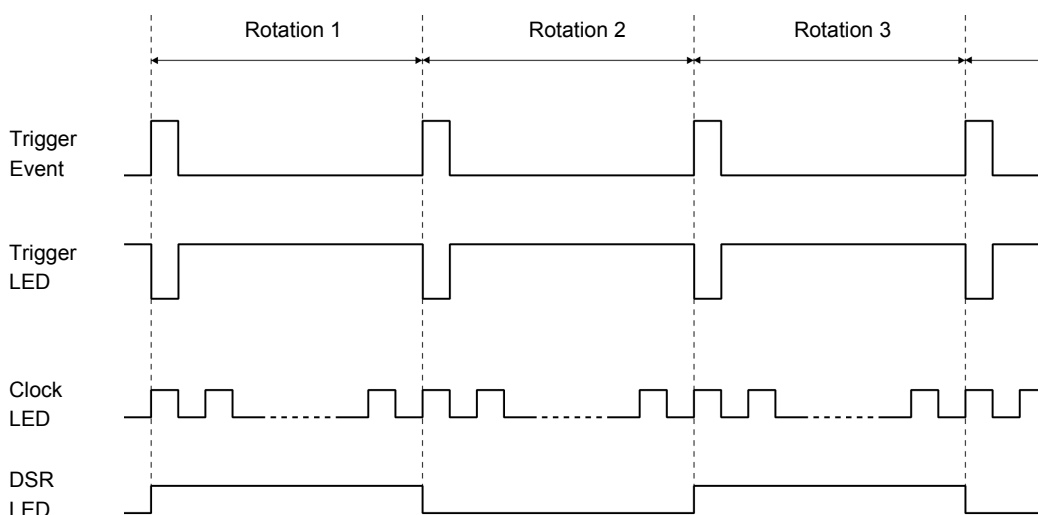 Rotation 1
Rotation 2
Rotation 3
Trigger
Event
Trigger
LED
Clock
LED
DSR
LED